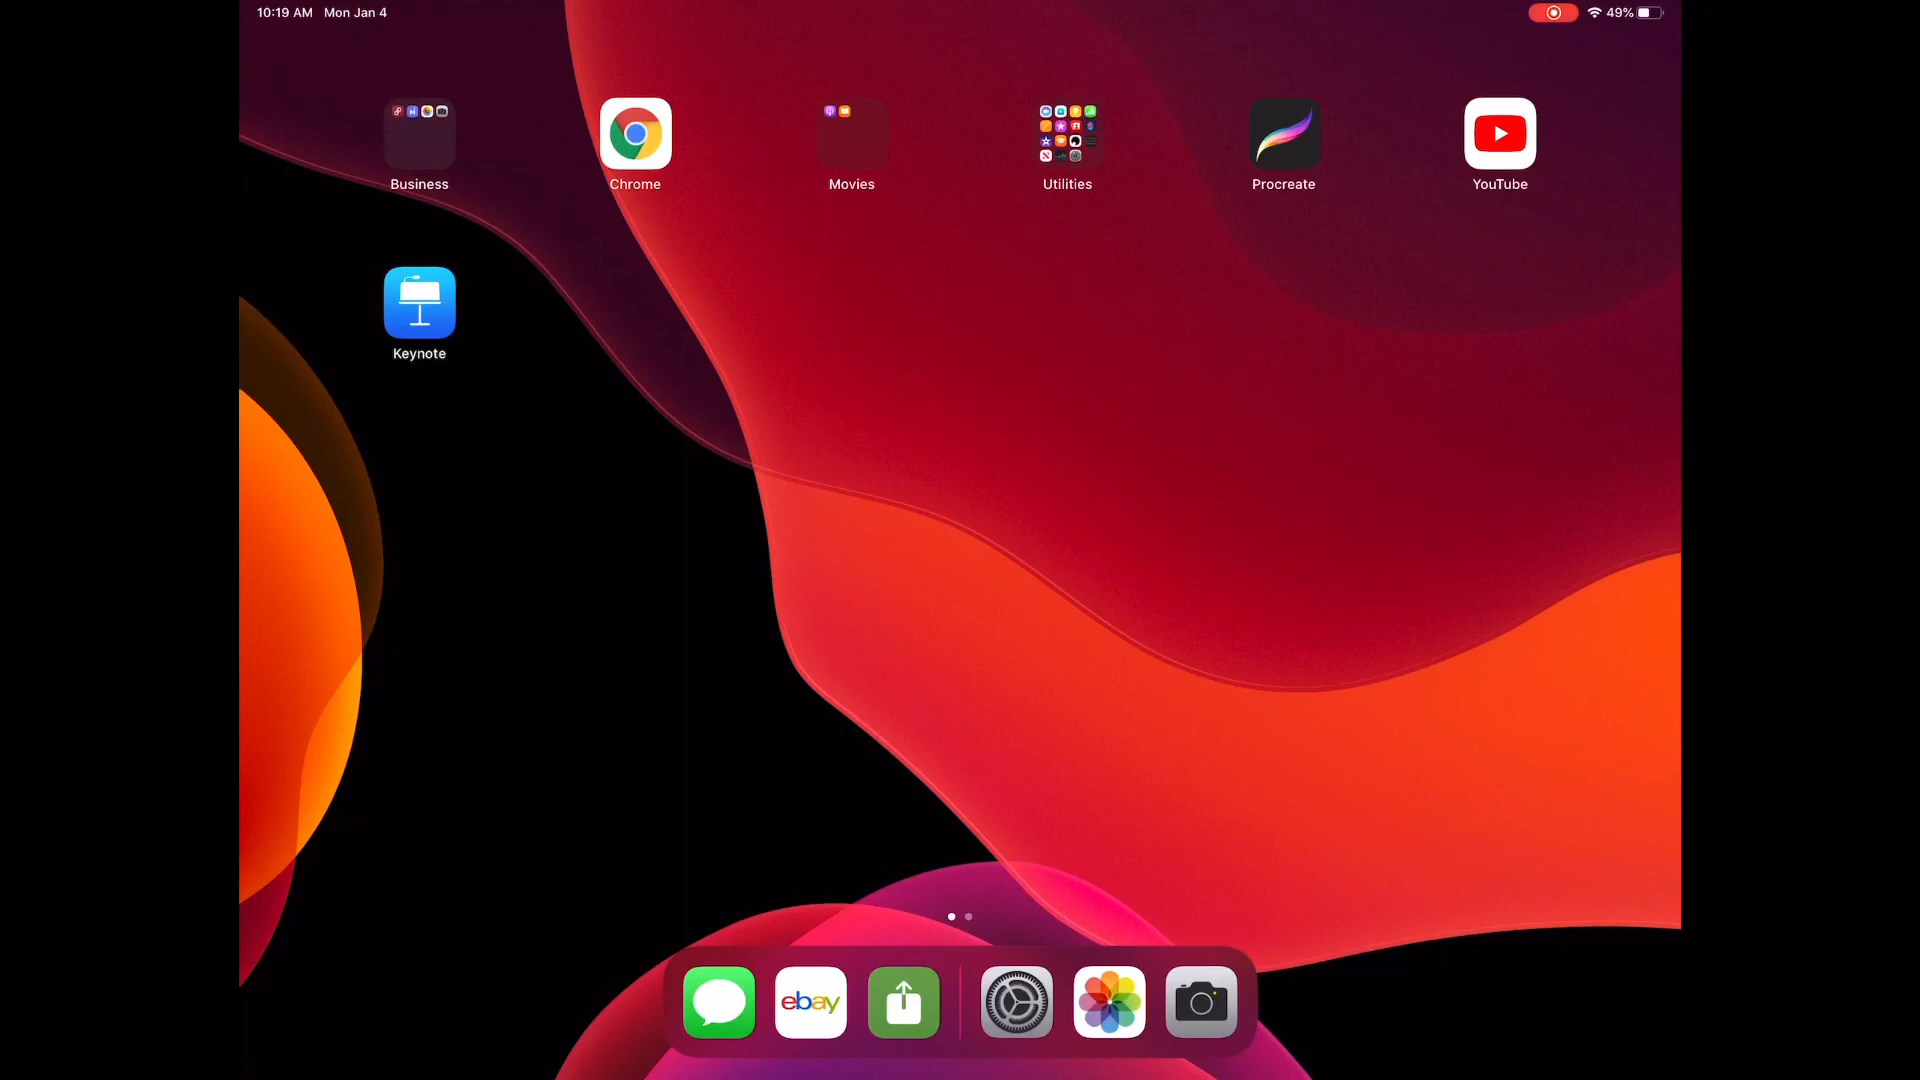 10:19 AM Mon Jan 4
49%
Business
Chrome
Movies
Utilities
Procreate
YouTube
Keynote
ebay